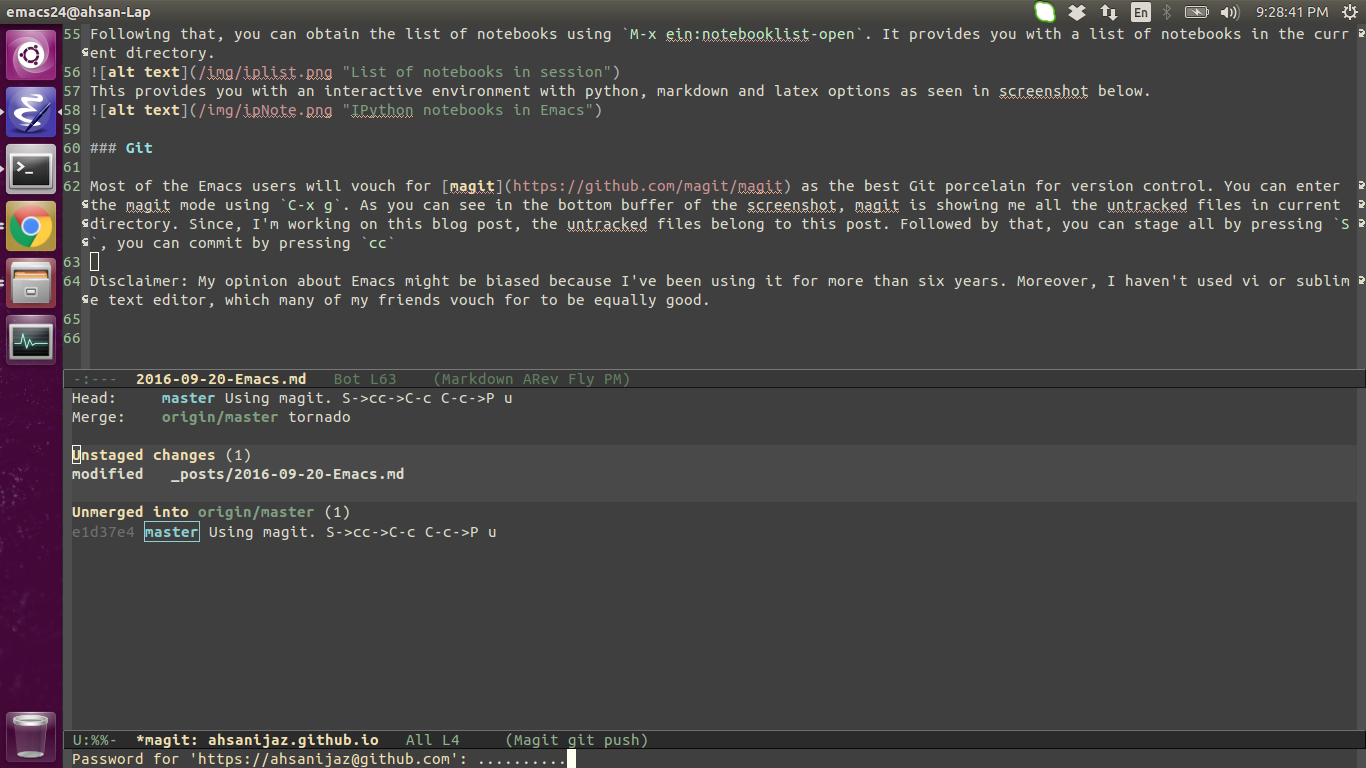 emacs24@ahsan-Lap En 9:28:41 PM
55 Following that, you can obtain the list of notebooks using `M-x ein:notebooklist-open`. It provides you with a list of notebooks in the curr
ent directory.
56 ![alt text](/img/iplist.png "List of notebooks in session")
57 This provides you with an interactive environment with python, markdown and latex options as seen in screenshot below.
58 ![alt text](/img/ipNote.png "IPython notebooks in Emacs")
59
60 ### Git
61
62 Most of the Emacs users will vouch for [magit](https://github.com/magit/magit) as the best Git porcelain for version control. You can enter
the magit mode using `C-x g`. As you can see in the bottom buffer of the screenshot, magit is showing me all the untracked files in current
directory. Since, I'm working on this blog post, the untracked files belong to this post. Followed by that, you can stage all by pressing `S
`, you can commit by pressing `cc`
63
64 Disclaimer: My opinion about Emacs might be biased because I've been using it for more than six years. Moreover, I haven't used vi or sublim
e text editor, which many of my friends vouch for to be equally good.
65
66
-:--- 2016-09-20-Emacs.md Bot L63 (Markdown ARev Fly PM)
Head: master Using magit. S->cc->C-c C-c->P u
Merge: origin/master tornado
Unstaged changes (1)
modified _posts/2016-09-20-Emacs.md
Unmerged into origin/master (1)
e1d37e4 master Using magit. S->cc->C-c C-c->P u
U:%%- *magit: ahsanijaz.github.io All L4 (Magit git push)
Password for 'https://ahsanijaz@github.com': ..........